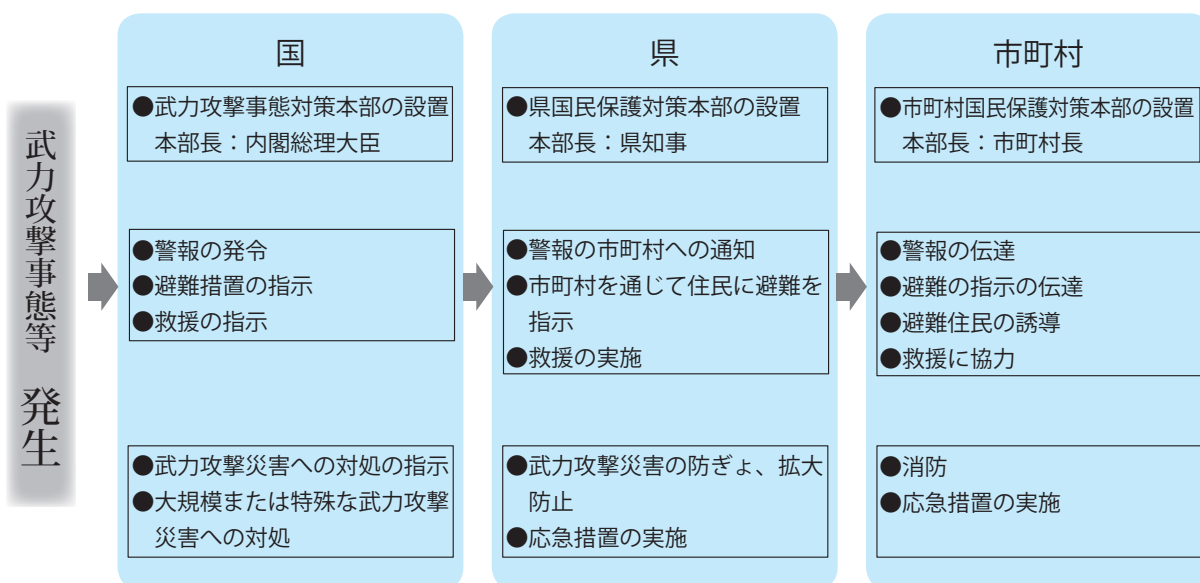 武力攻撃事態等 発生
国
●武力攻撃事態対策本部の設置
本部長：内閣総理大臣
●警報の発令
●避難措置の指示
●救援の指示
●武力攻撃災害への対処の指示
●大規模または特殊な武力攻撃
災害への対処
県
●県国民保護対策本部の設置
本部長：県知事
●警報の市町村への通知
●市町村を通じて住民に避難を
指示
●救援の実施
●武力攻撃災害の防ぎょ、拡大
防止
●応急措置の実施
市町村
●市町村国民保護対策本部の設置
本部長：市町村長
●警報の伝達
●避難の指示の伝達
●避難住民の誘導
●救援に協力
●消防
●応急措置の実施